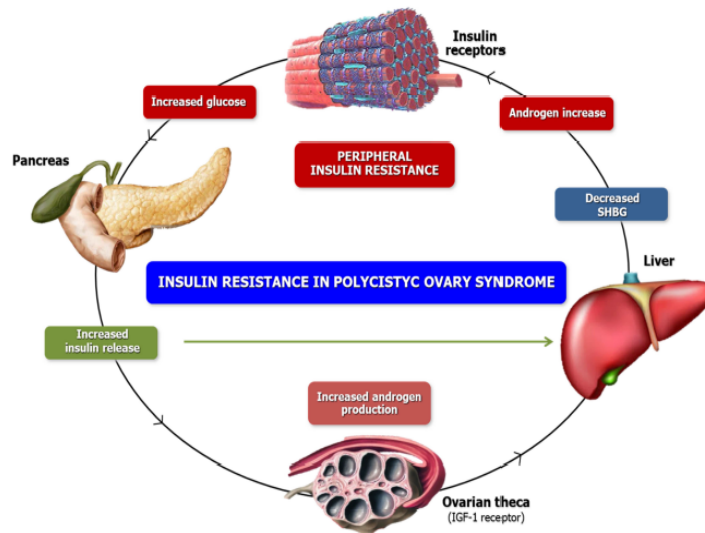 Insulin
receptors
Increased glucose
Androgen increase
Pancreas
PERIPHERAL
INSULIN RESISTANCE
Decreased
SHBG
Liver
INSULIN RESISTANCE IN POLYCISTYC OVARY SYNDROME
Increased
insulin release
Increased androgen
production
Ovarian theca
(IGF-1 receptor)